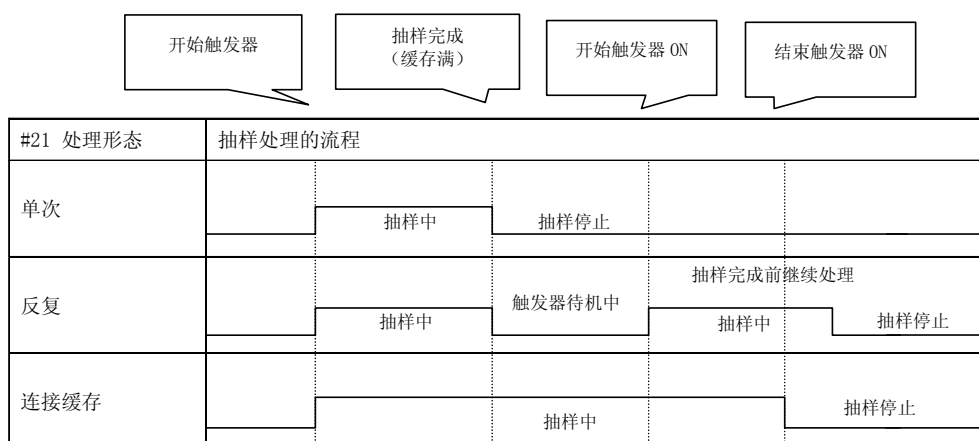 开始触发器
抽样完成
（缓存满）
开始触发器 ON
结束触发器 ON
#21 处理形态
抽样处理的流程
单次
抽样中
抽样停止
反复
抽样中
触发器待机中
抽样完成前继续处理
抽样中
抽样停止
连接缓存
抽样中
抽样停止